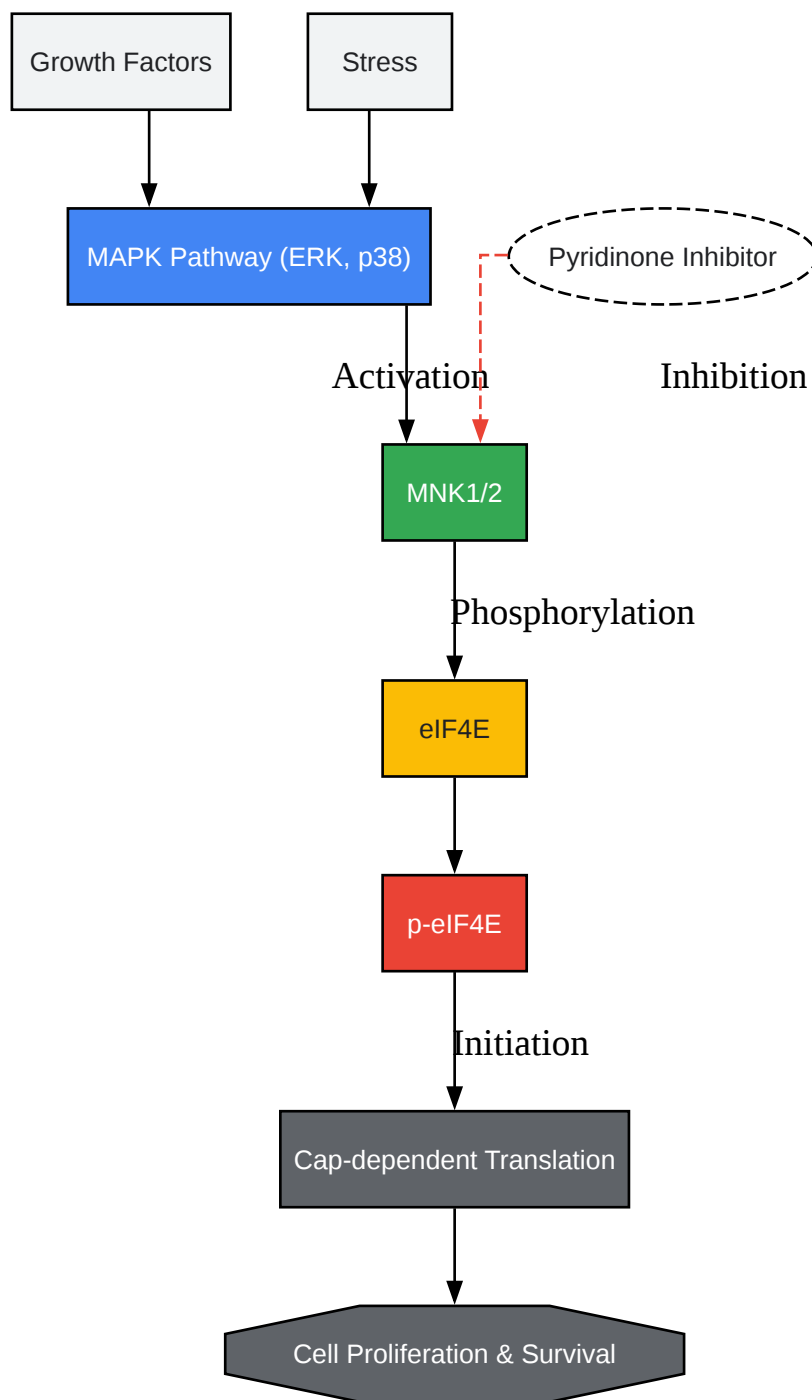 Growth Factors
Stress
MAPK Pathway (ERK, p38)
Pyridinone Inhibitor
Activation
Inhibition
MNK1/2
Phosphorylation
eIF4E
p-eIF4E
Initiation
Cap-dependent Translation
Cell Proliferation & Survival